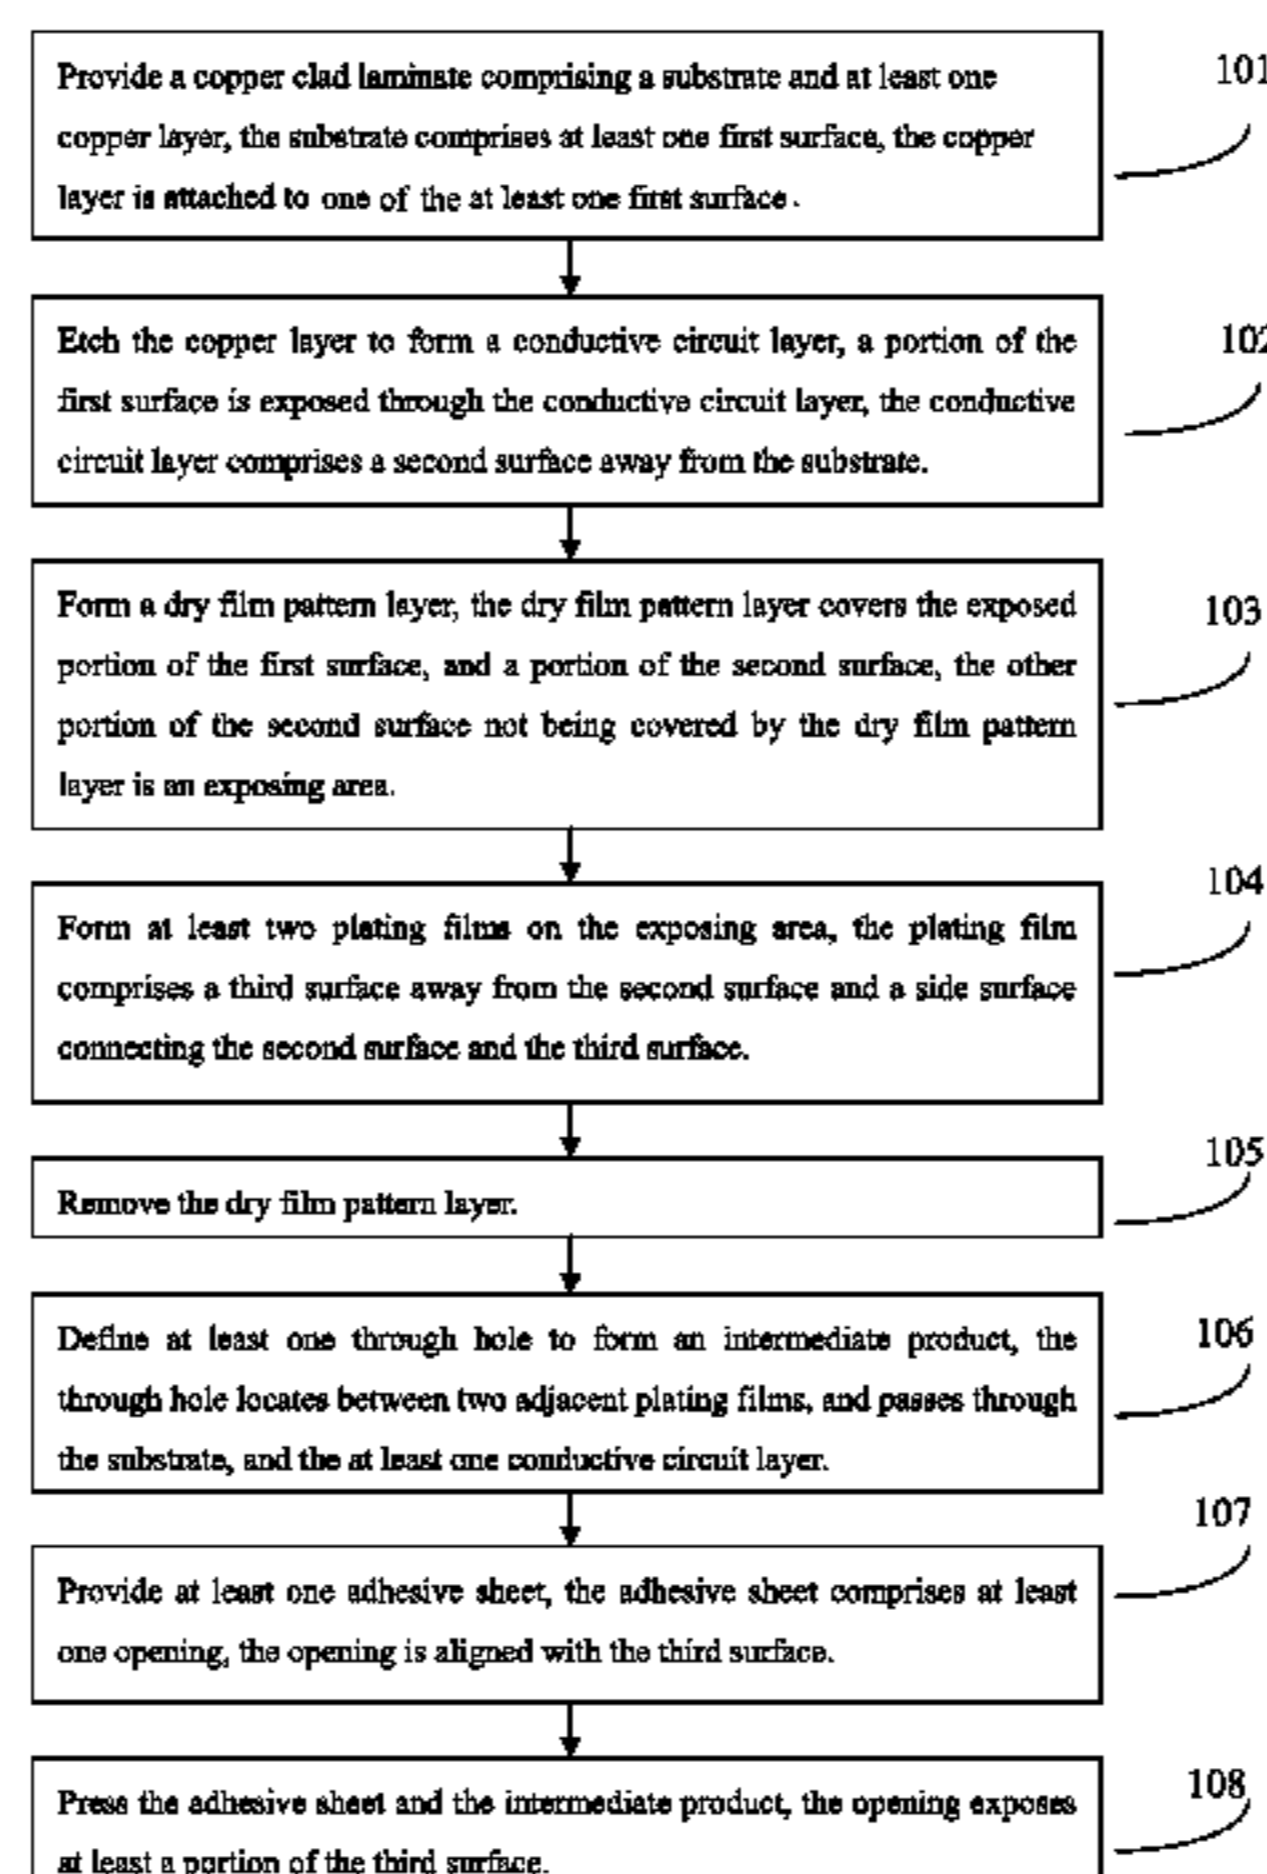 Provide a copper clad laminate comprising a substrate and at least one
copper layer, the substrate comprises at least one first surface, the copper
layer is attached to one of the at least one first surface.
101
Etch the copper layer to form a conductive circuit layer, a portion of the
first surface is exposed through the conductive circuit layer, the conductive
circuit layer comprises a second surface away from the substrate.
102
Form a dry film pattern layer, the dry film pattern layer covers the exposed
portion of the first surface, and a portion of the second surface, the other
portion of the second surface not being covered by the dry film pattern
layer is an exposing area.
103
Form at least two plating films on the exposing area, the plating film
comprises a third surface away from the second surface and a side surface
connecting the second surface and the third surface.
104
Remove the dry film pattern layer.
105
Define at least one through hole to form an intermediate product, the
through hole locates between two adjacent plating films, and passes through
the substrate, and the at least one conductive circuit layer.
106
Provide at least one adhesive sheet, the adhesive sheet comprises at least
one opening, the opening is aligned with the third surface.
107
Press the adhesive sheet and the intermediate product, the opening exposes
at least a portion of the third surface.
108